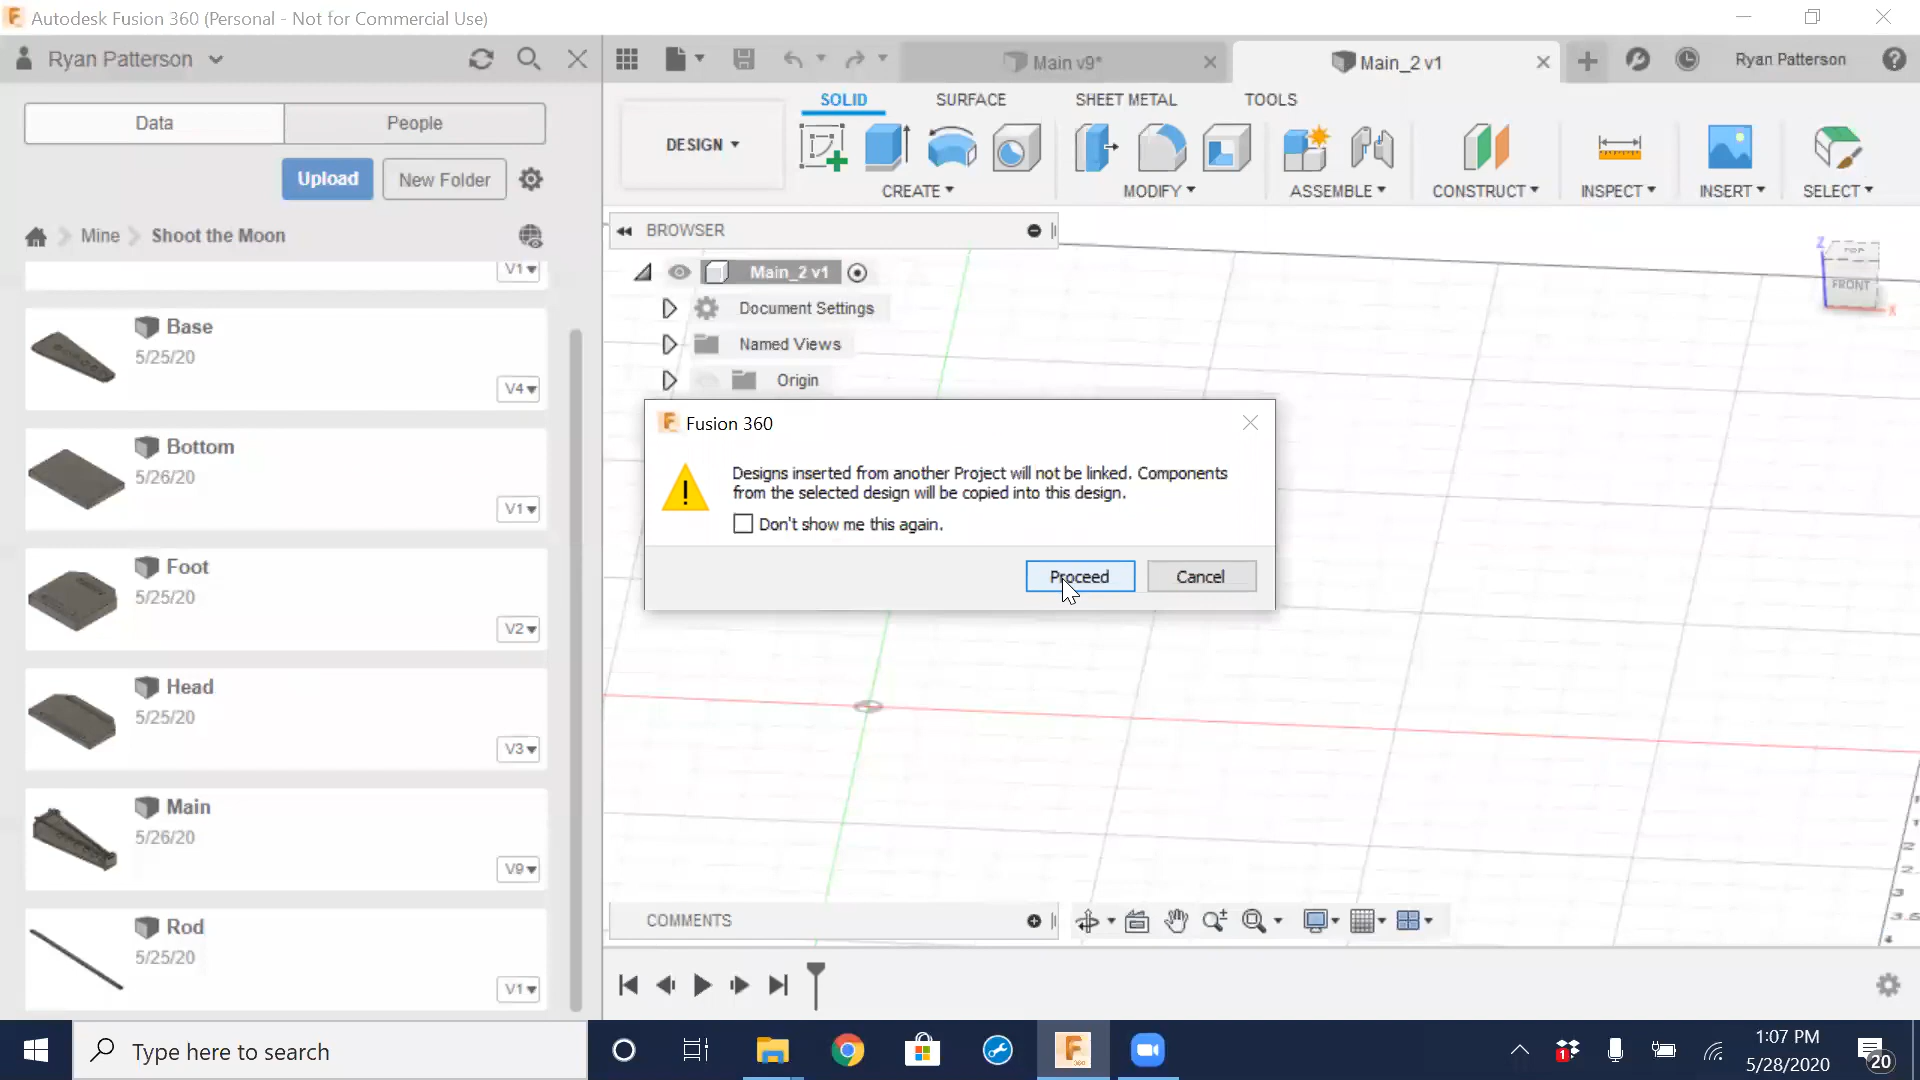 Autodesk Fusion 360 (Personal - Not for Commercial Use)
Ryan Patterson
Data
People
Upload
New Folder
Mine
Shoot the Moon
V1
Base
5/25/20
V4
Bottom
5/26/20
V1
Foot
5/25/20
V2
Head
5/25/20
V3
Main
5/26/20
V9
Rod
5/25/20
V1
Main v9*
Main_2 v1
Ryan Patterson
SOLID
SURFACE
SHEET METAL
TOOLS
DESIGN
CREATE
MODIFY
ASSEMBLE
CONSTRUCT
INSPECT
INSERT
SELECT
BROWSER
Main_2 v1
Document Settings
Named Views
Origin
Z
TOP
FRONT
X
Fusion 360
Designs inserted from another Project will not be linked. Components
from the selected design will be copied into this design.
Don't show me this again.
Proceed
Cancel
COMMENTS
Type here to search
1:07 PM
5/28/2020
20